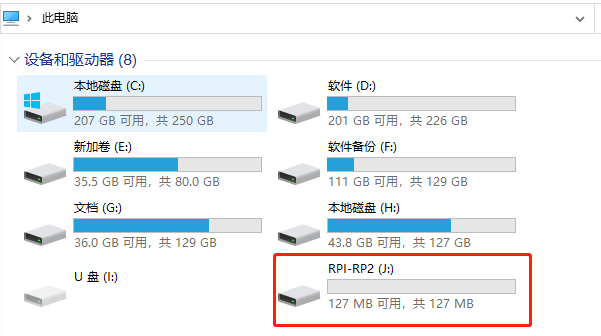 此电脑
设备和驱动器 (8)
本地磁盘 (C:)
207 GB 可用，共 250 GB
软件 (D:)
201 GB 可用，共 226 GB
新加卷 (E:)
35.5 GB 可用，共 80.0 GB
软件备份 (F:)
111 GB 可用，共 129 GB
文档 (G:)
36.0 GB 可用，共 129 GB
本地磁盘 (H:)
43.8 GB 可用，共 127 GB
U 盘 (I:)
RPI-RP2 (J:)
127 MB 可用，共 127 MB